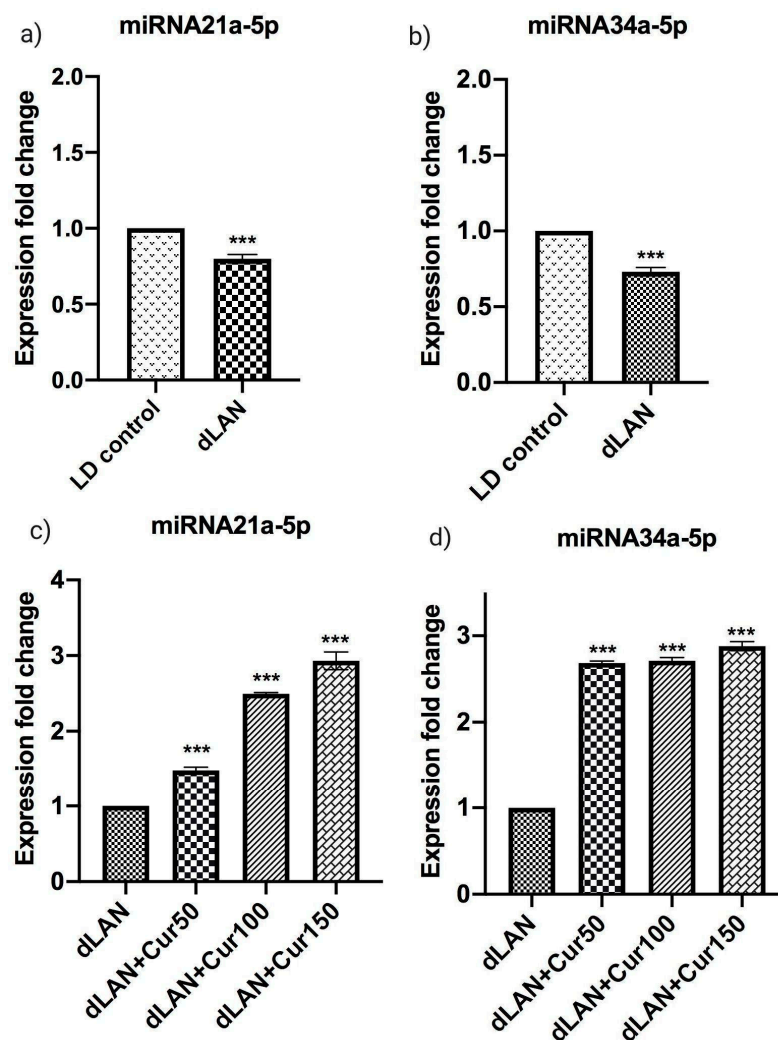 a)
miRNA21a-5p
Expression fold change
2.0
1.5
1.0
0.5
0.0
***
LD control
dLAN
b)
miRNA34a-5p
Expression fold change
2.0
1.5
1.0
0.5
0.0
***
LD control
dLAN
c)
miRNA21a-5p
Expression fold change
4
3
2
1
0
***
***
***
dLAN
dLAN+Cur50
dLAN+Cur100
dLAN+Cur150
d)
miRNA34a-5p
Expression fold change
3
2
1
0
***
***
***
dLAN
dLAN+Cur50
dLAN+Cur100
dLAN+Cur150